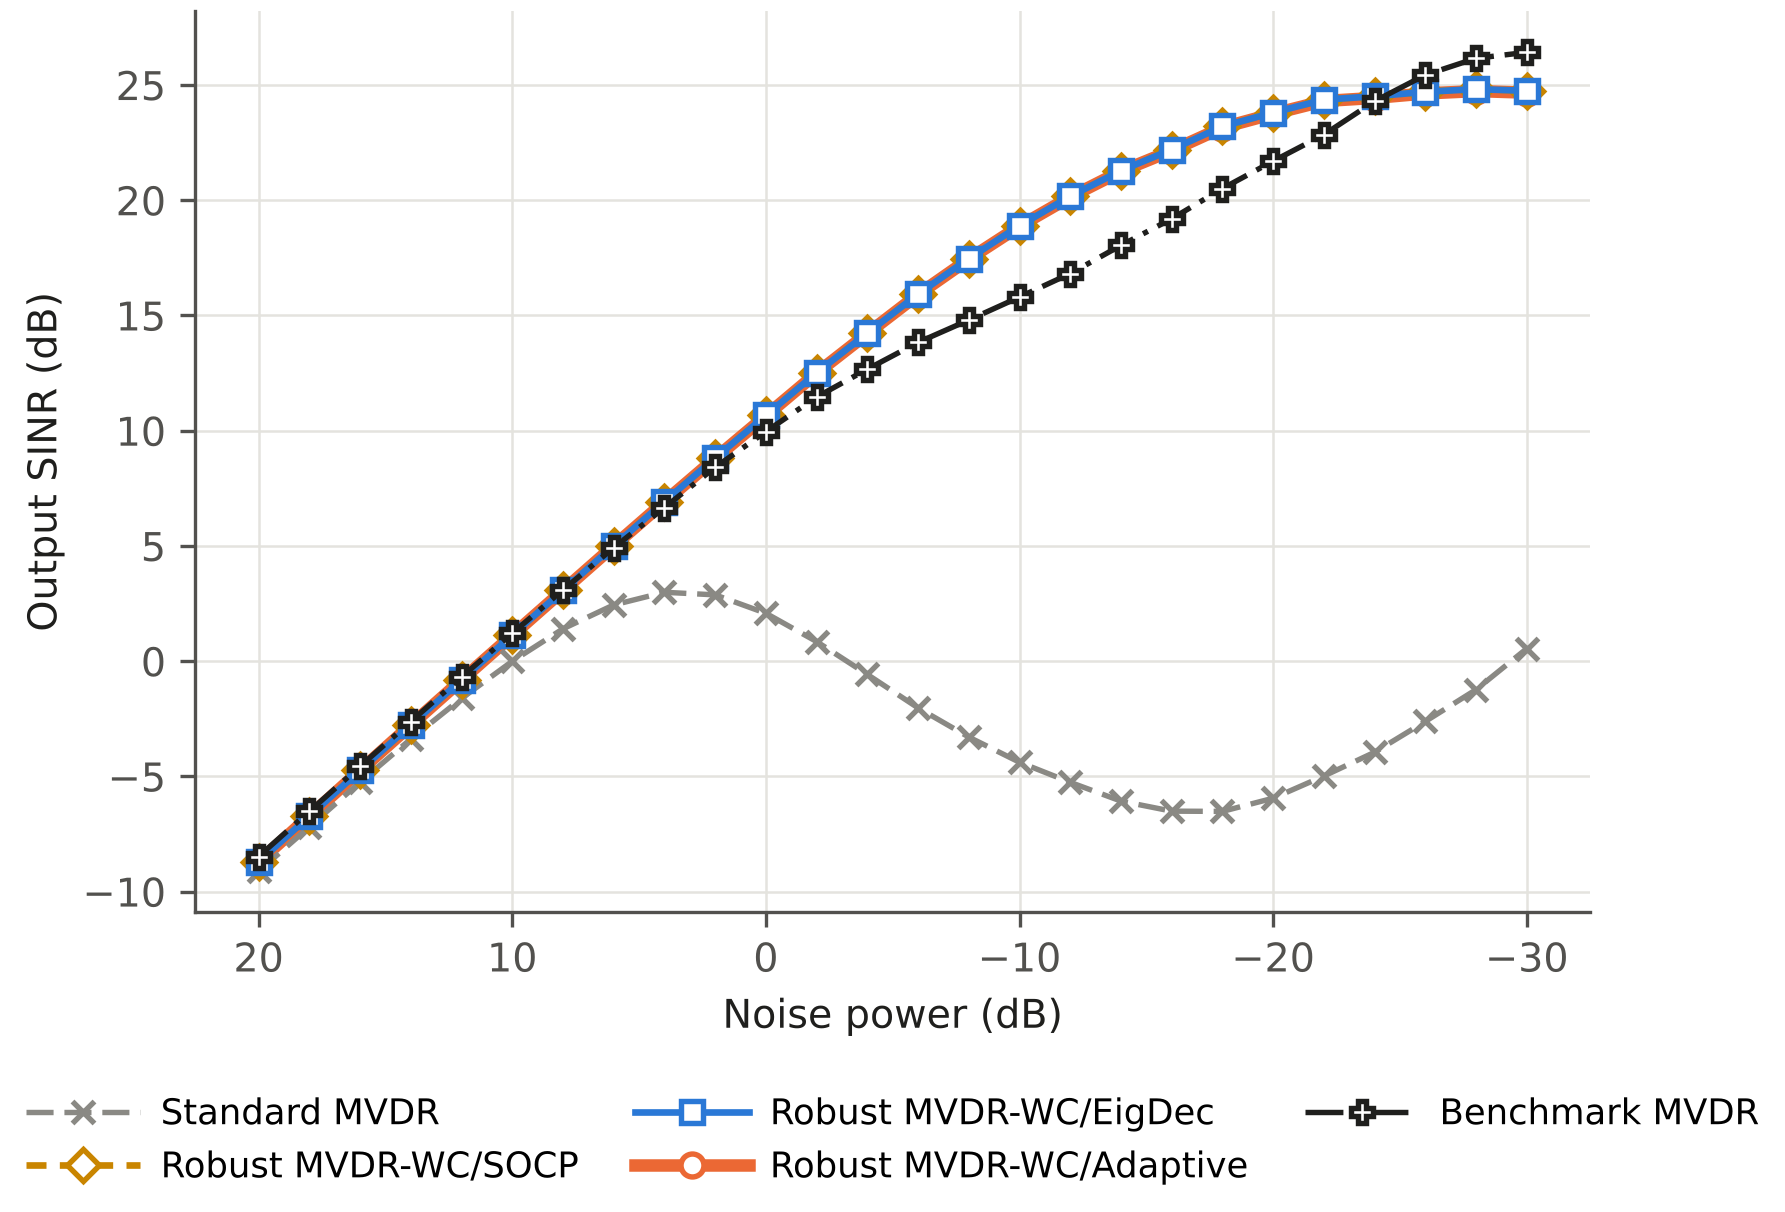 25
20
15
10
5
0
−5
−10
Output SINR (dB)
20 10 0 −10 −20 −30
Noise power (dB)
Standard MVDR Robust MVDR-WC/EigDec Benchmark MVDR
Robust MVDR-WC/SOCP Robust MVDR-WC/Adaptive